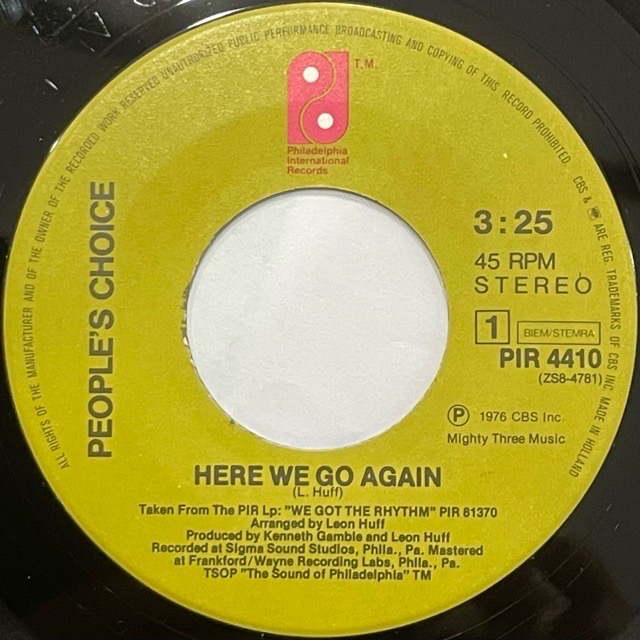 ALL RIGHTS OF THE MANUFACTURER AND OF THE OWNER OF THE RECORDED WORK RESERVED UNAUTHORIZED PUBLIC PERFORMANCE BROADCASTING AND COPYING OF THIS RECORD PROHIBITED.
CBS & ARE REG. TRADEMARKS OF CBS INC. MADE IN HOLLAND
T.M.
Philadelphia
International
Records
PEOPLE'S CHOICE
3:25
45 RPM
STEREO
1 BIEM/STEMRA
PIR 4410
(ZS8-4781)
Ⓟ 1976 CBS Inc.
Mighty Three Music
HERE WE GO AGAIN
(L. Huff)
Taken From The PIR Lp: "WE GOT THE RHYTHM" PIR 81370
Arranged by Leon Huff
Produced by Kenneth Gamble and Leon Huff
Recorded at Sigma Sound Studios, Phila., Pa. Mastered
at Frankford/Wayne Recording Labs, Phila., Pa.
TSOP "The Sound of Philadelphia" TM